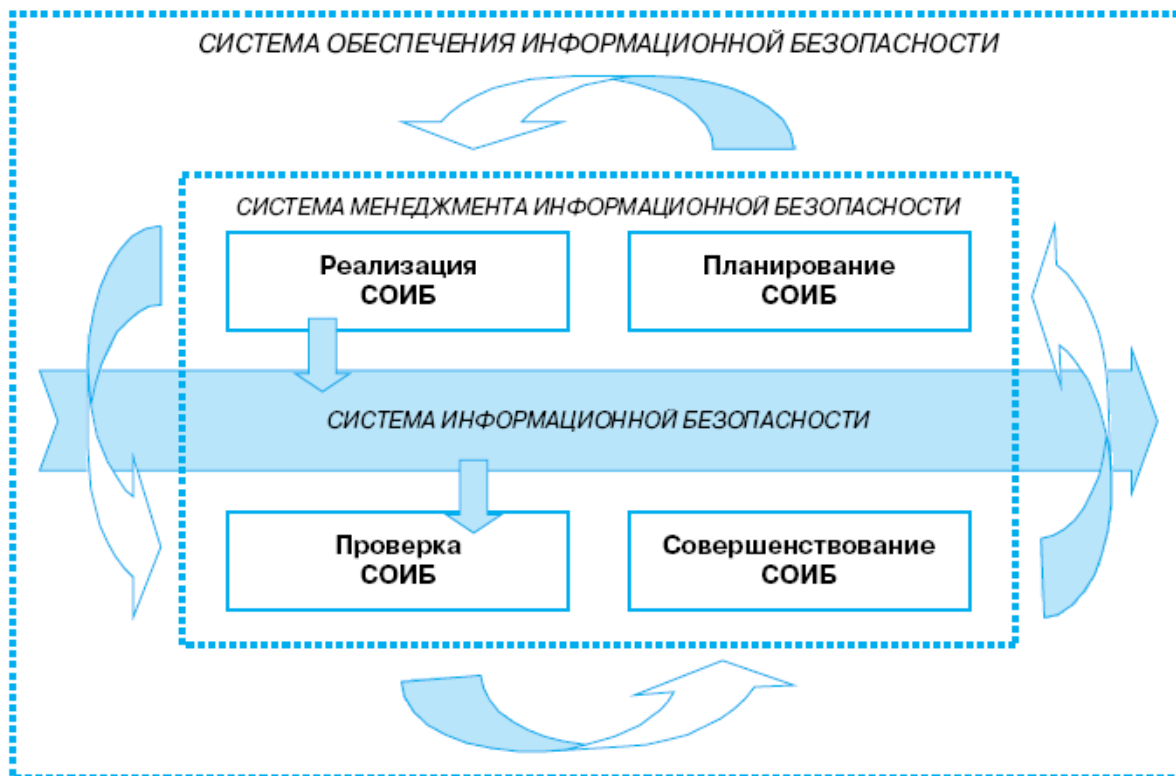 СИСТЕМА ОБЕСПЕЧЕНИЯ ИНФОРМАЦИОННОЙ БЕЗОПАСНОСТИ
СИСТЕМА МЕНЕДЖМЕНТА ИНФОРМАЦИОННОЙ БЕЗОПАСНОСТИ
Реализация
СОИБ
Планирование
СОИБ
СИСТЕМА ИНФОРМАЦИОННОЙ БЕЗОПАСНОСТИ
Проверка
СОИБ
Совершенствование
СОИБ